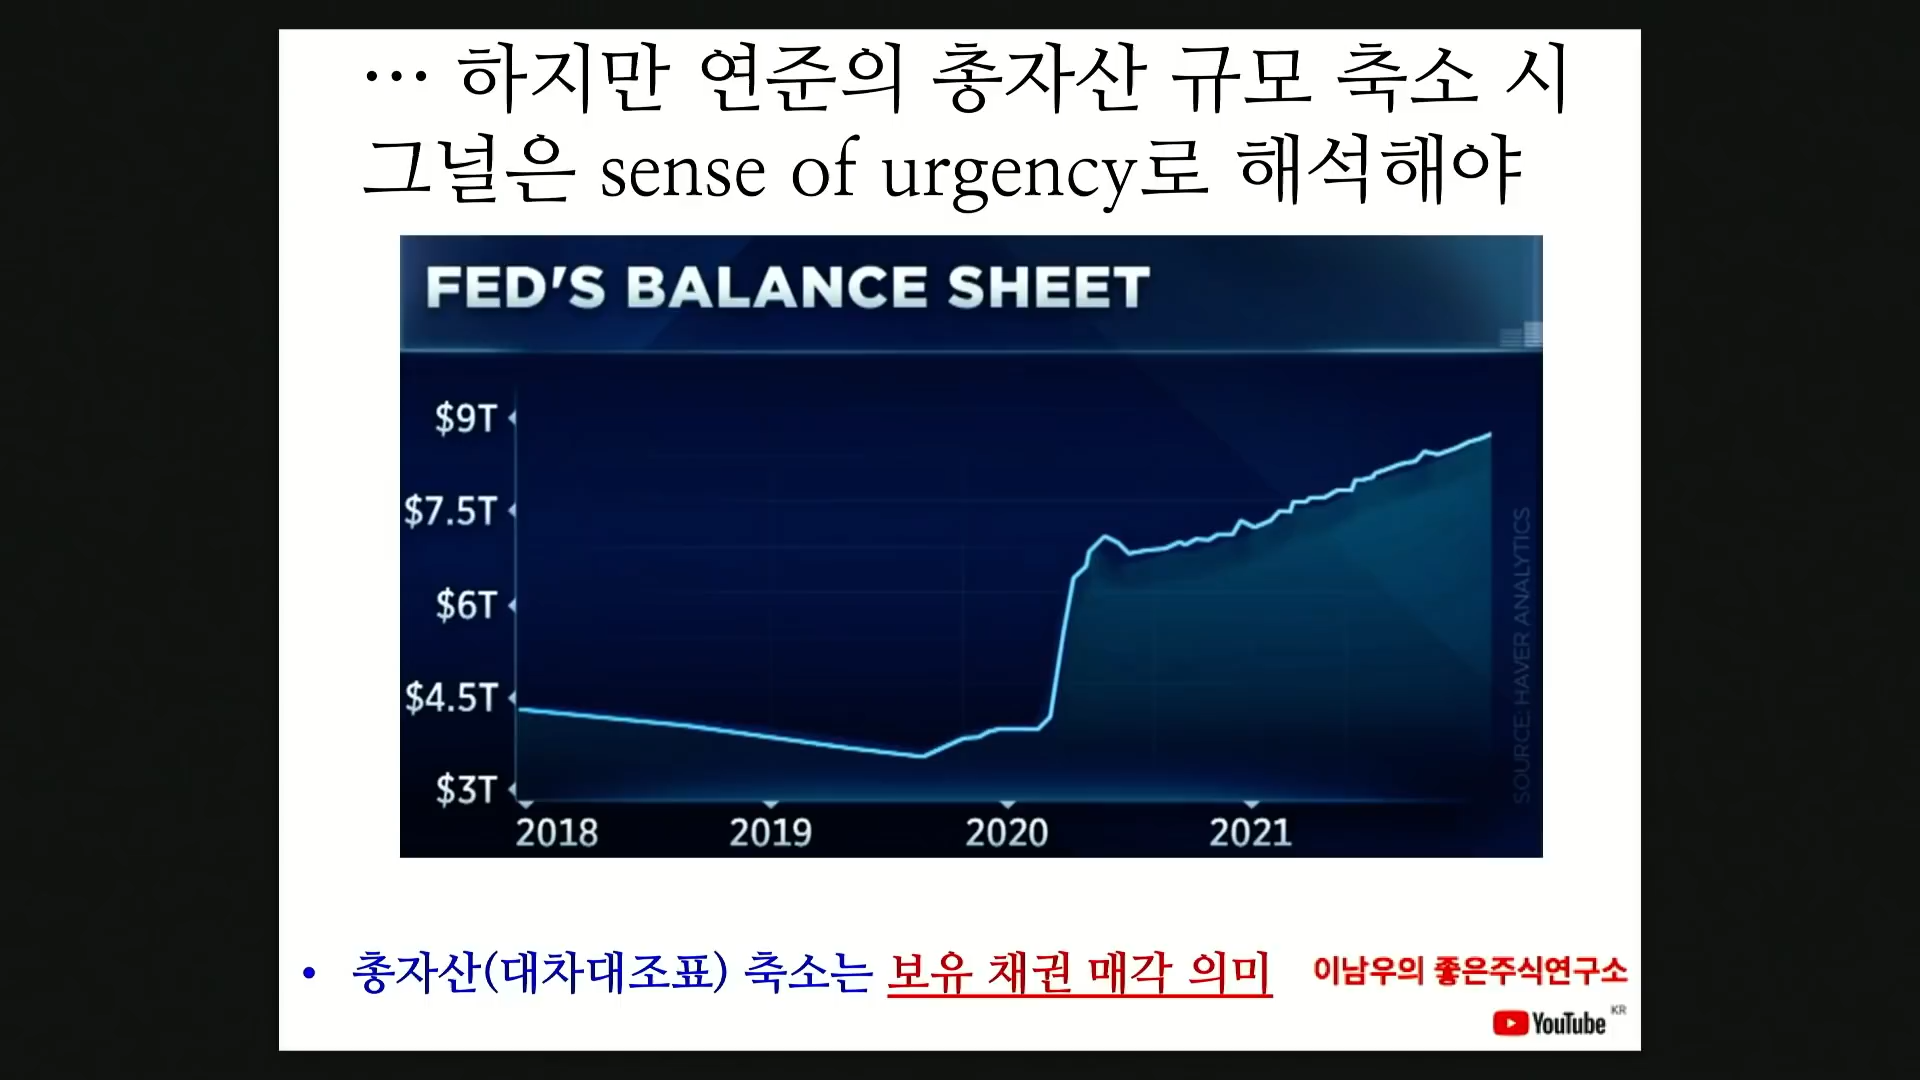 … 하지만 연준의 총자산 규모 축소 시
그널은 sense of urgency로 해석해야
FED'S BALANCE SHEET
$9T
$7.5T
$6T
$4.5T
$3T
2018 2019 2020 2021
SOURCE: HAVER ANALYTICS
• 총자산(대차대조표) 축소는 보유 채권 매각 의미
이남우의 좋은주식연구소
YouTube KR